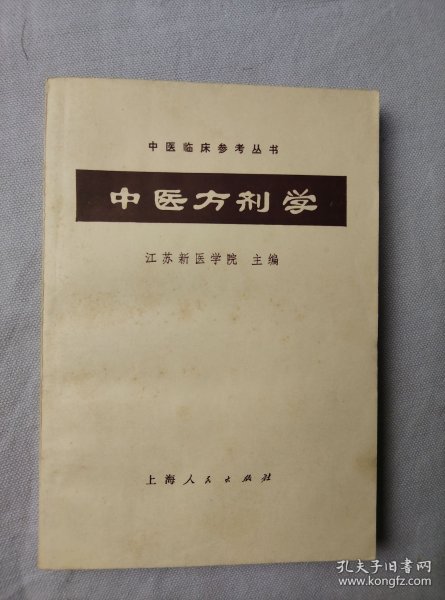 中医临床参考丛书
中医方剂学
江苏新医学院 主编
上海人民出版社
孔夫子旧书网
www.kongfz.com